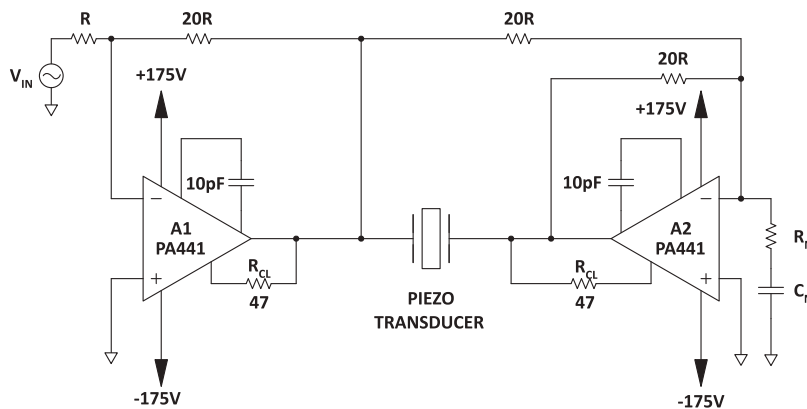 R
20R
20R
V IN
+175V
20R
+175V
10pF
10pF
A1
PA441
A2
PA441
R CL
47
R CL
47
PIEZO
TRANSDUCER
R
C
-175V
-175V